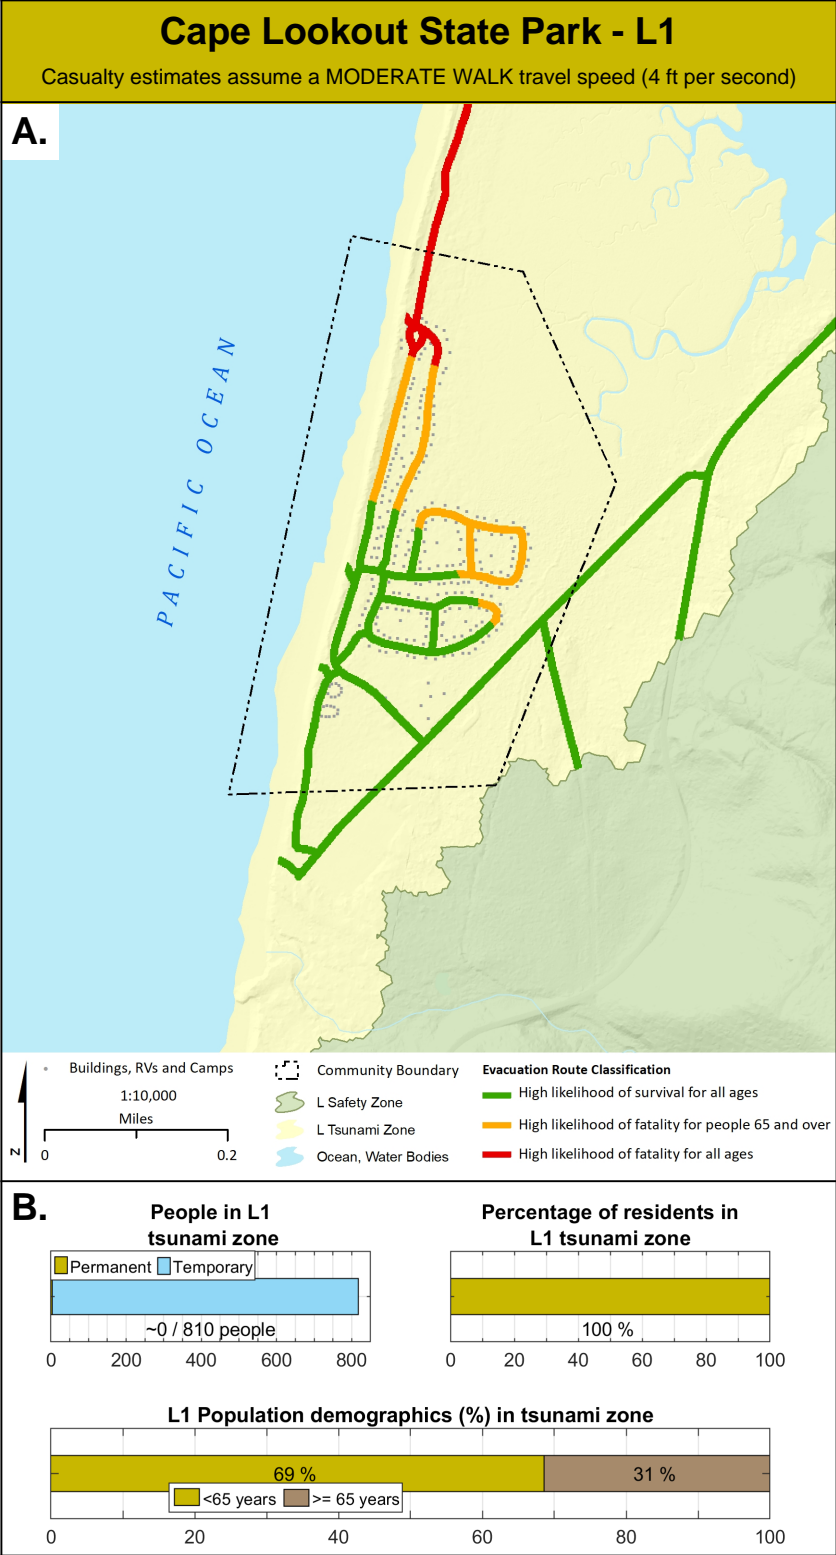 Cape Lookout State Park - L1
Casualty estimates assume a MODERATE WALK travel speed (4 ft per second)
A.
PACIFIC OCEAN
Buildings, RVs and Camps
1:10,000
Miles
0 0.2
N
Community Boundary
L Safety Zone
L Tsunami Zone
Ocean, Water Bodies
Evacuation Route Classification
High likelihood of survival for all ages
High likelihood of fatality for people 65 and over
High likelihood of fatality for all ages
B.
People in L1
tsunami zone
Permanent Temporary
~0 / 810 people
0 200 400 600 800
Percentage of residents in
L1 tsunami zone
100 %
0 20 40 60 80 100
L1 Population demographics (%) in tsunami zone
69 % 31 %
<65 years >= 65 years
0 20 40 60 80 100